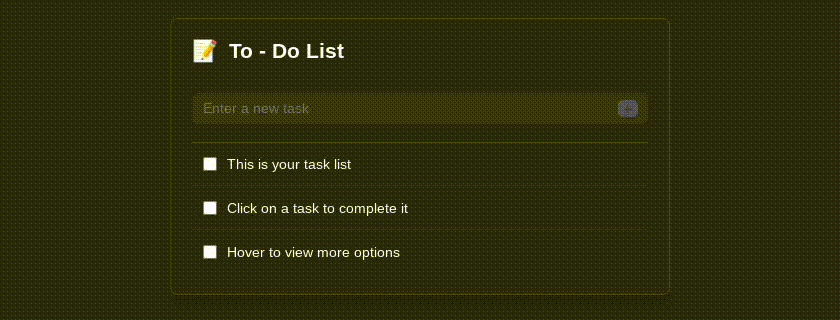 To - Do List
Enter a new task
This is your task list
Click on a task to complete it
Hover to view more options